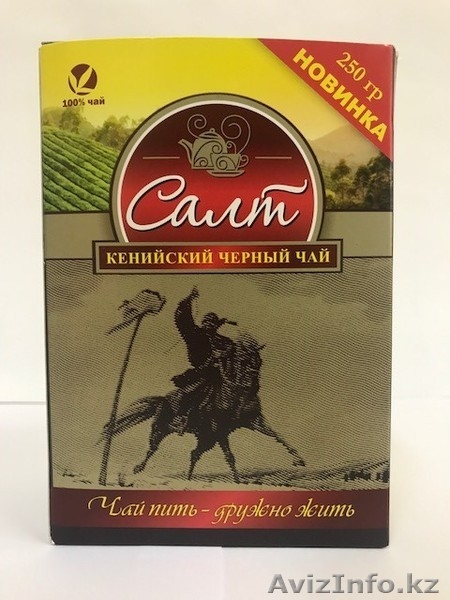 100% чай
250 гр
НОВИНКА
Салт
КЕНИЙСКИЙ ЧЕРНЫЙ ЧАЙ
Чай пить - дружно жить
AvizInfo.kz